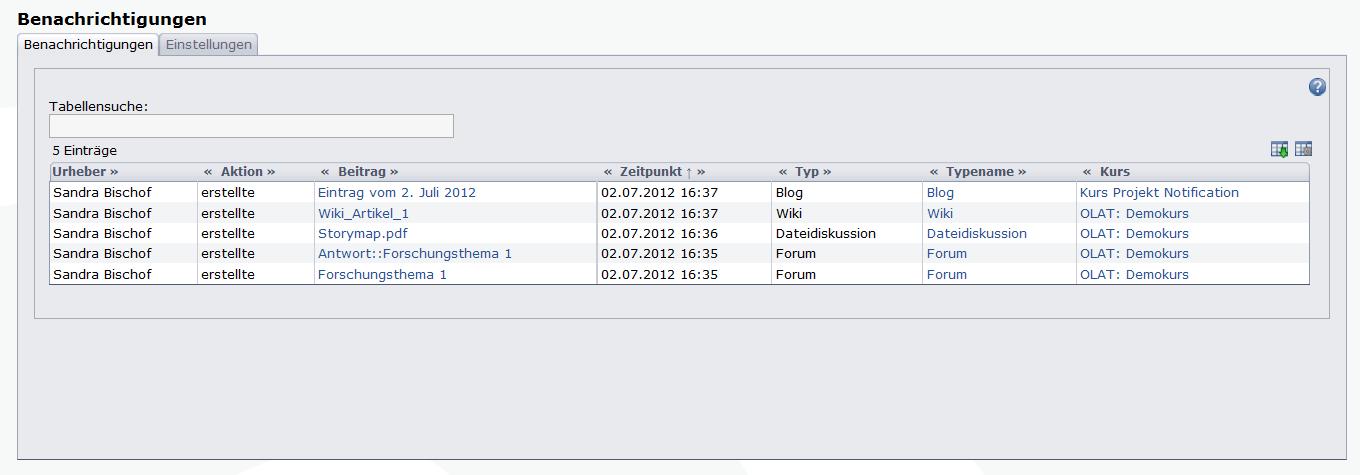 Benachrichtigungen
Benachrichtigungen Einstellungen
?
Tabellensuche:
5 Einträge
Urheber » « Aktion » « Beitrag » « Zeitpunkt ↑ » « Typ » « Typename » « Kurs
Sandra Bischof erstellte Eintrag vom 2. Juli 2012 02.07.2012 16:37 Blog Blog Kurs Projekt Notification
Sandra Bischof erstellte Wiki_Artikel_1 02.07.2012 16:37 Wiki Wiki OLAT: Demokurs
Sandra Bischof erstellte Storymap.pdf 02.07.2012 16:36 Dateidiskussion Dateidiskussion OLAT: Demokurs
Sandra Bischof erstellte Antwort::Forschungsthema 1 02.07.2012 16:35 Forum Forum OLAT: Demokurs
Sandra Bischof erstellte Forschungsthema 1 02.07.2012 16:35 Forum Forum OLAT: Demokurs